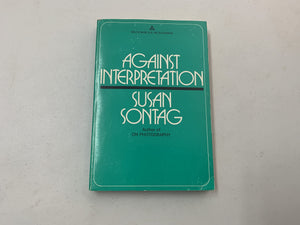 AGAINST
INTERPRETATION
SUSAN
SONTAG
Author of
ON PHOTOGRAPHY